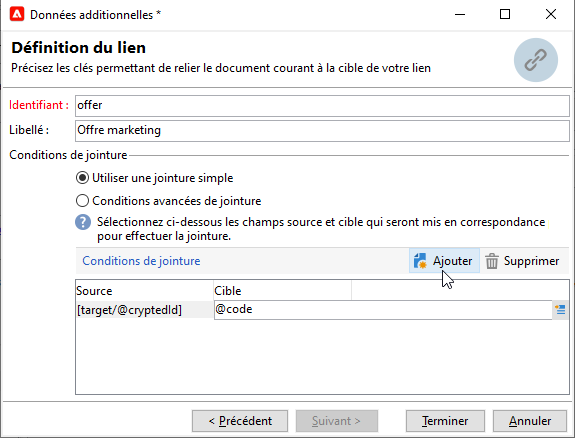 Données additionnelles *
Définition du lien
Précisez les clés permettant de relier le document courant à la cible de votre lien
Identifiant : offer
Libellé : Offre marketing
Conditions de jointure
Utiliser une jointure simple
Conditions avancées de jointure
? Sélectionnez ci-dessous les champs source et cible qui seront mis en correspondance
pour effectuer la jointure.
Conditions de jointure Ajouter Supprimer
Source Cible
[target/@cryptedId] @code
< Précédent Suivant > Terminer Annuler